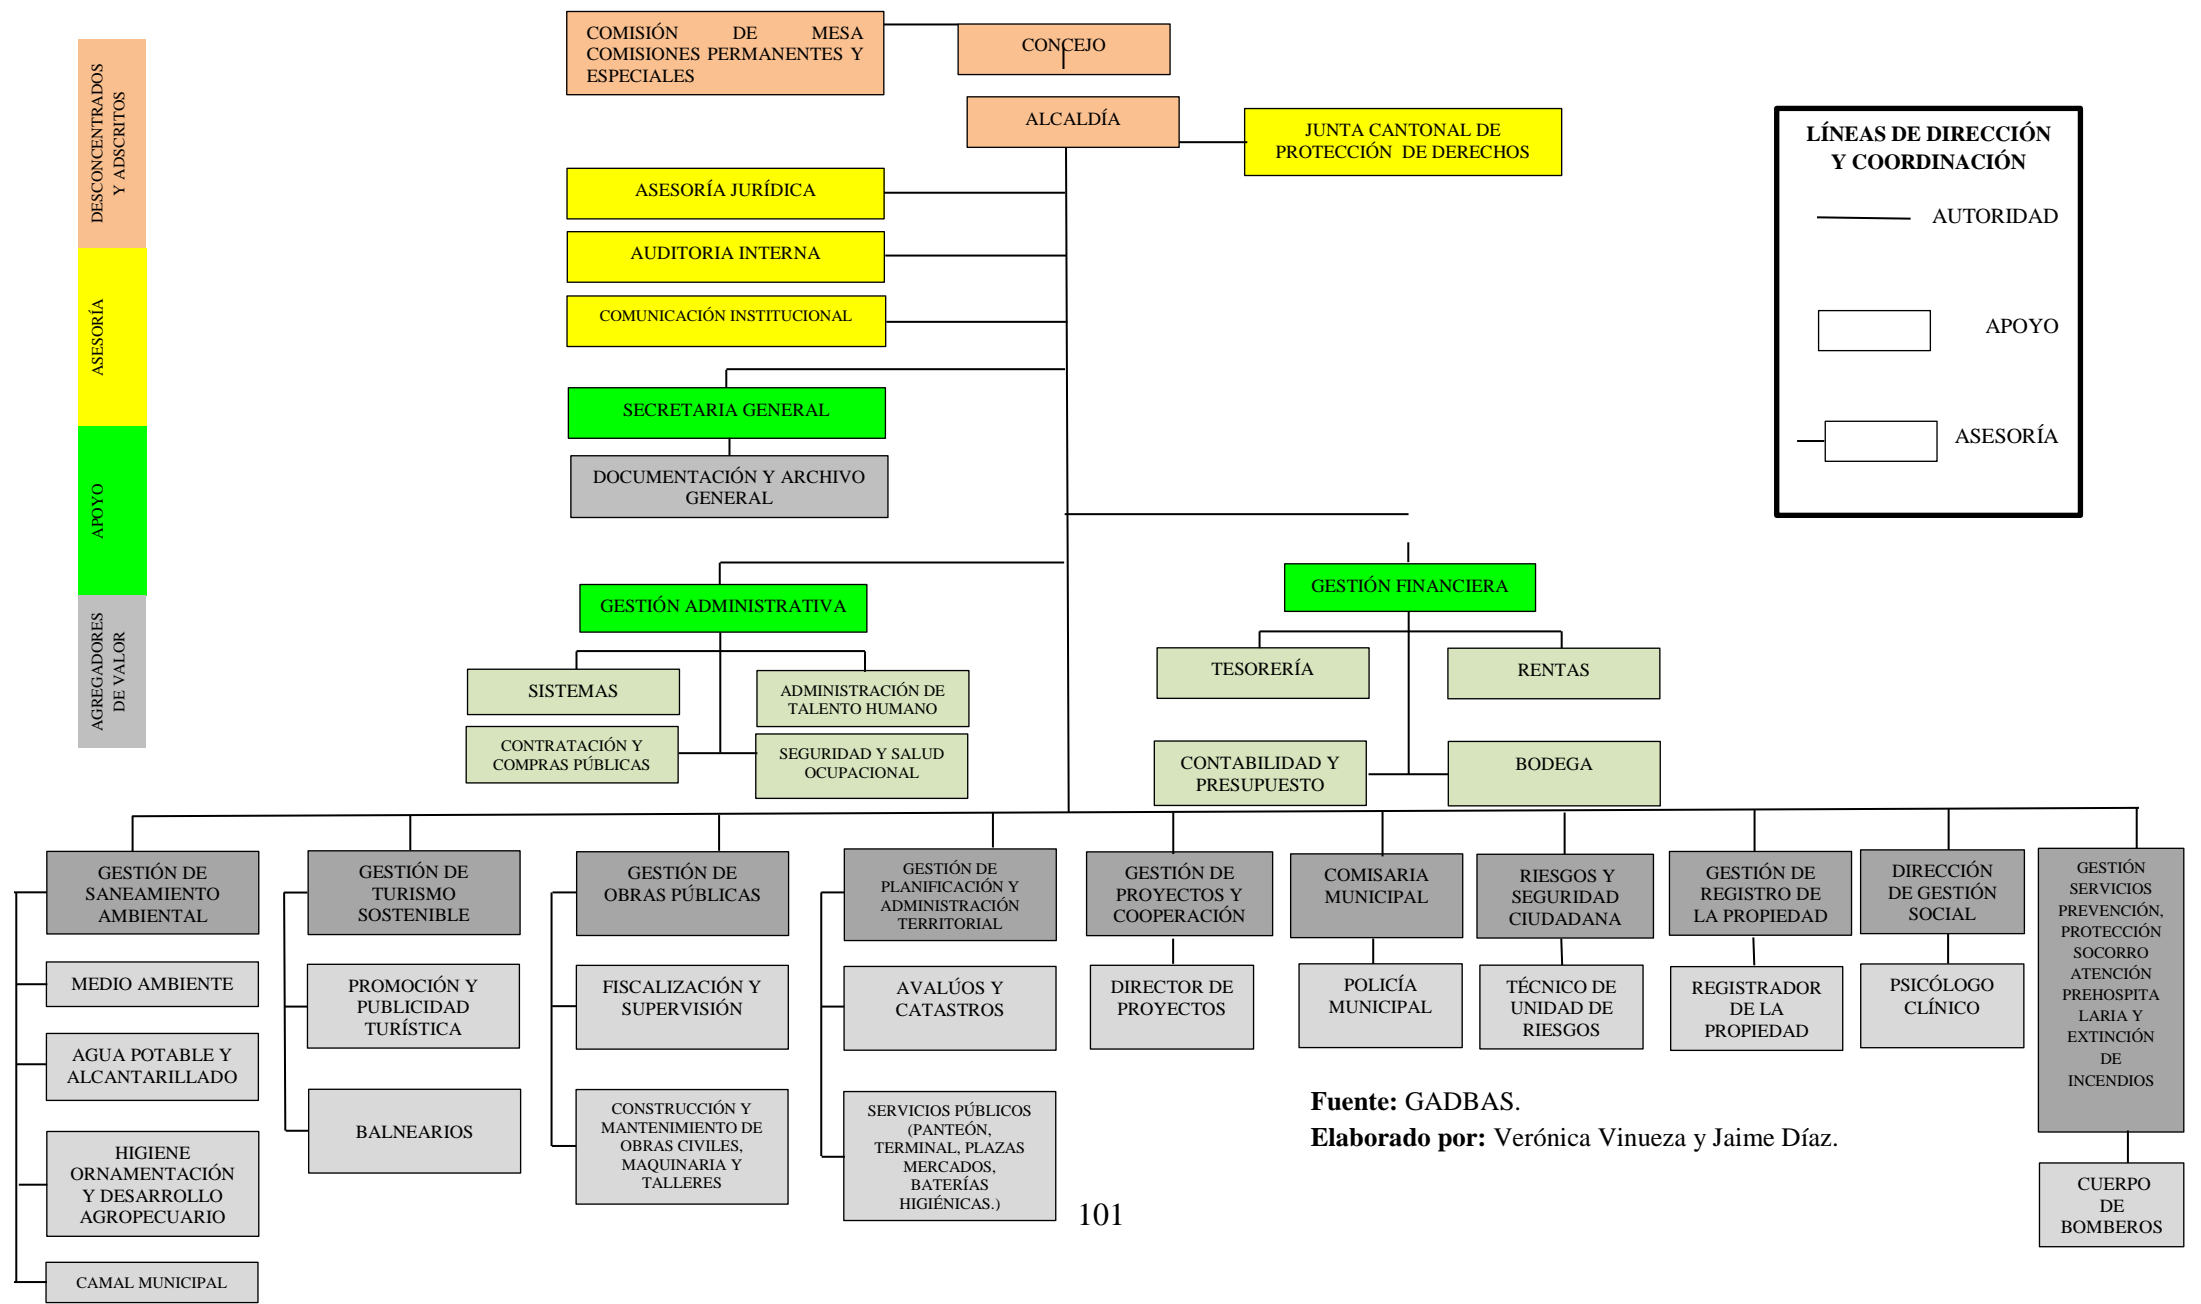 COMISIÓN DE MESA
COMISIONES PERMANENTES Y
ESPECIALES
CONCEJO
ALCALDÍA
JUNTA CANTONAL DE
PROTECCIÓN DE DERECHOS
ASESORÍA JURÍDICA
AUDITORIA INTERNA
COMUNICACIÓN INSTITUCIONAL
SECRETARIA GENERAL
DOCUMENTACIÓN Y ARCHIVO
GENERAL
DESCONCENTRADOS
Y ADSCRITOS
ASESORÍA
APOYO
AGREGADORES
DE VALOR
LÍNEAS DE DIRECCIÓN
Y COORDINACIÓN
AUTORIDAD
APOYO
ASESORÍA
GESTIÓN ADMINISTRATIVA
SISTEMAS
ADMINISTRACIÓN DE
TALENTO HUMANO
CONTRATACIÓN Y
COMPRAS PÚBLICAS
SEGURIDAD Y SALUD
OCUPACIONAL
GESTIÓN FINANCIERA
TESORERÍA
RENTAS
CONTABILIDAD Y
PRESUPUESTO
BODEGA
GESTIÓN DE
SANEAMIENTO
AMBIENTAL
MEDIO AMBIENTE
AGUA POTABLE Y
ALCANTARILLADO
HIGIENE
ORNAMENTACIÓN
Y DESARROLLO
AGROPECUARIO
CAMAL MUNICIPAL
GESTIÓN DE
TURISMO
SOSTENIBLE
PROMOCIÓN Y
PUBLICIDAD
TURÍSTICA
BALNEARIOS
GESTIÓN DE
OBRAS PÚBLICAS
FISCALIZACIÓN Y
SUPERVISIÓN
CONSTRUCCIÓN Y
MANTENIMIENTO DE
OBRAS CIVILES,
MAQUINARIA Y
TALLERES
GESTIÓN DE
PLANIFICACIÓN Y
ADMINISTRACIÓN
TERRITORIAL
AVALÚOS Y
CATASTROS
SERVICIOS PÚBLICOS
(PANTEÓN,
TERMINAL, PLAZAS
MERCADOS,
BATERÍAS
HIGIÉNICAS.)
GESTIÓN DE
PROYECTOS Y
COOPERACIÓN
DIRECTOR DE
PROYECTOS
COMISARIA
MUNICIPAL
POLICÍA
MUNICIPAL
RIESGOS Y
SEGURIDAD
CIUDADANA
TÉCNICO DE
UNIDAD DE
RIESGOS
GESTIÓN DE
REGISTRO DE
LA PROPIEDAD
REGISTRADOR
DE LA
PROPIEDAD
DIRECCIÓN
DE GESTIÓN
SOCIAL
PSICÓLOGO
CLÍNICO
GESTIÓN
SERVICIOS
PREVENCIÓN,
PROTECCIÓN
SOCORRO
ATENCIÓN
PREHOSPITA
LARIA Y
EXTINCIÓN
DE
INCENDIOS
CUERPO
DE
BOMBEROS
Fuente: GADBAS.
Elaborado por: Verónica Vinueza y Jaime Díaz.
101